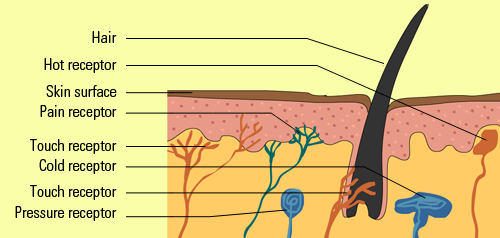 Hair
Hot receptor
Skin surface
Pain receptor
Touch receptor
Cold receptor
Touch receptor
Pressure receptor